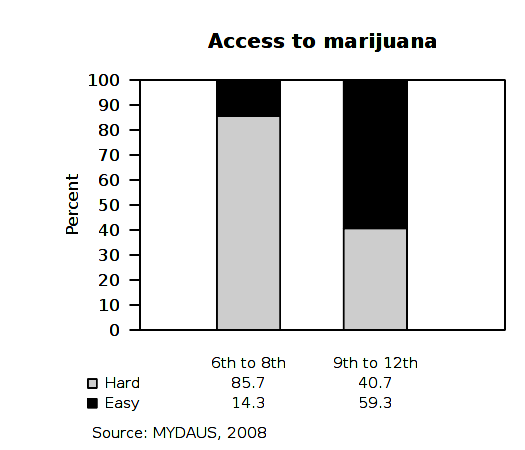 Access to marijuana
Percent
100
90
80
70
60
50
40
30
20
10
0
6th to 8th 9th to 12th
Hard 85.7 40.7
Easy 14.3 59.3
Source: MYDAUS, 2008